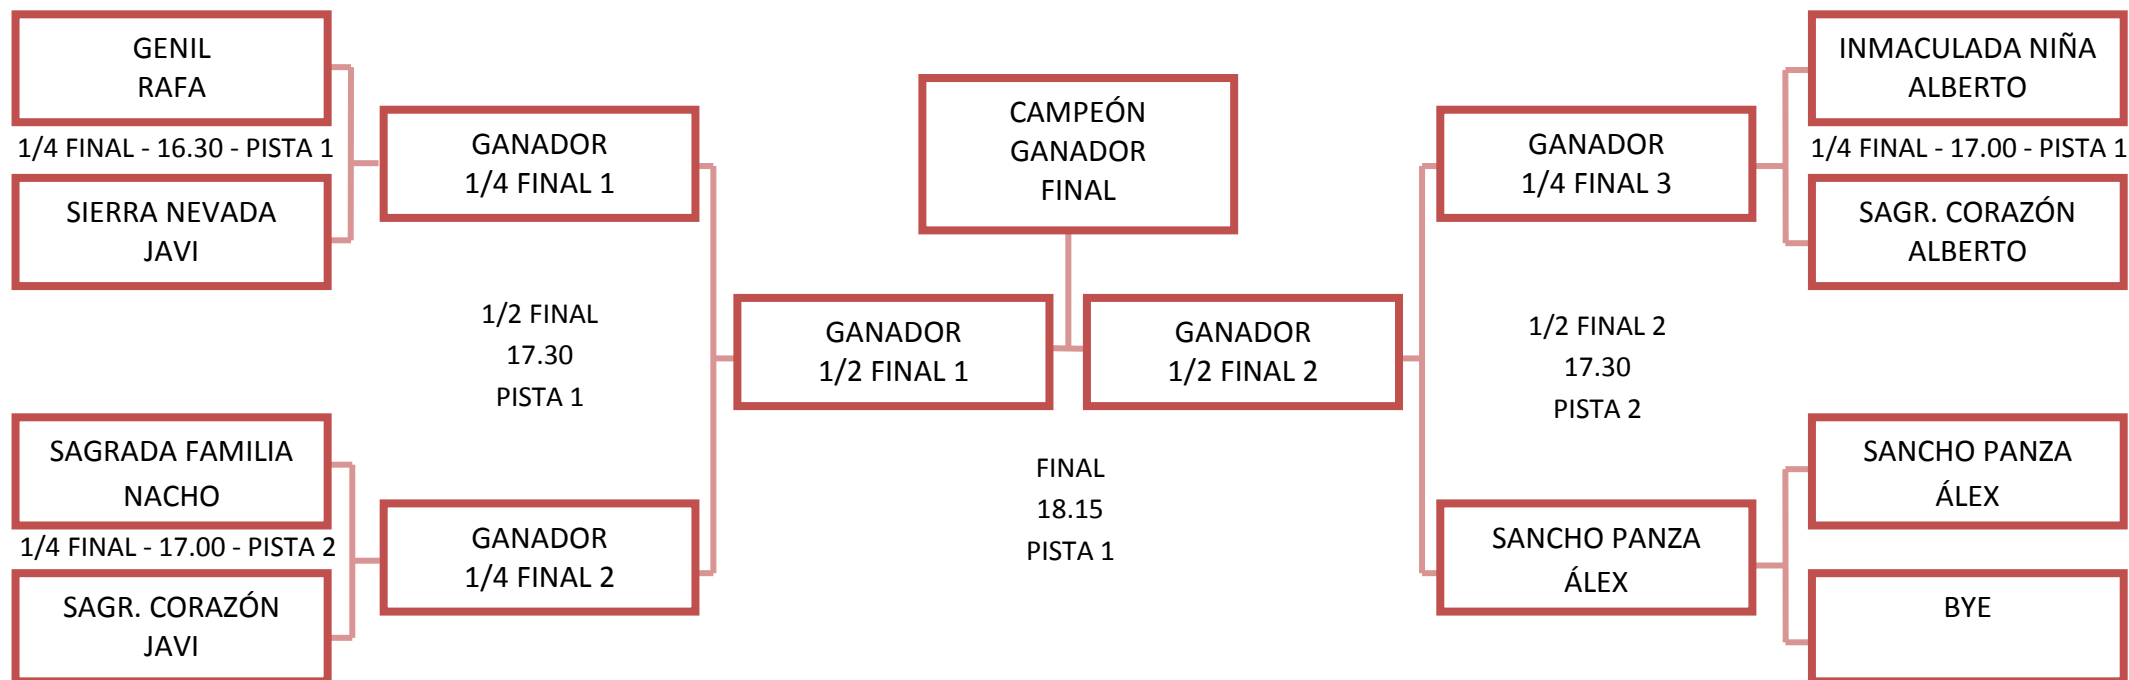 GENIL
RAFA
1/4 FINAL - 16.30 - PISTA 1
SIERRA NEVADA
JAVI
GANADOR
1/4 FINAL 1
1/2 FINAL
17.30
PISTA 1
SAGRADA FAMILIA
NACHO
1/4 FINAL - 17.00 - PISTA 2
SAGR. CORAZÓN
JAVI
GANADOR
1/4 FINAL 2
GANADOR
1/2 FINAL 1
CAMPEÓN
GANADOR
FINAL
GANADOR
1/2 FINAL 2
FINAL
18.15
PISTA 1
GANADOR
1/4 FINAL 3
1/2 FINAL 2
17.30
PISTA 2
SANCHO PANZA
ÁLEX
INMACULADA NIÑA
ALBERTO
1/4 FINAL - 17.00 - PISTA 1
SAGR. CORAZÓN
ALBERTO
SANCHO PANZA
ÁLEX
BYE